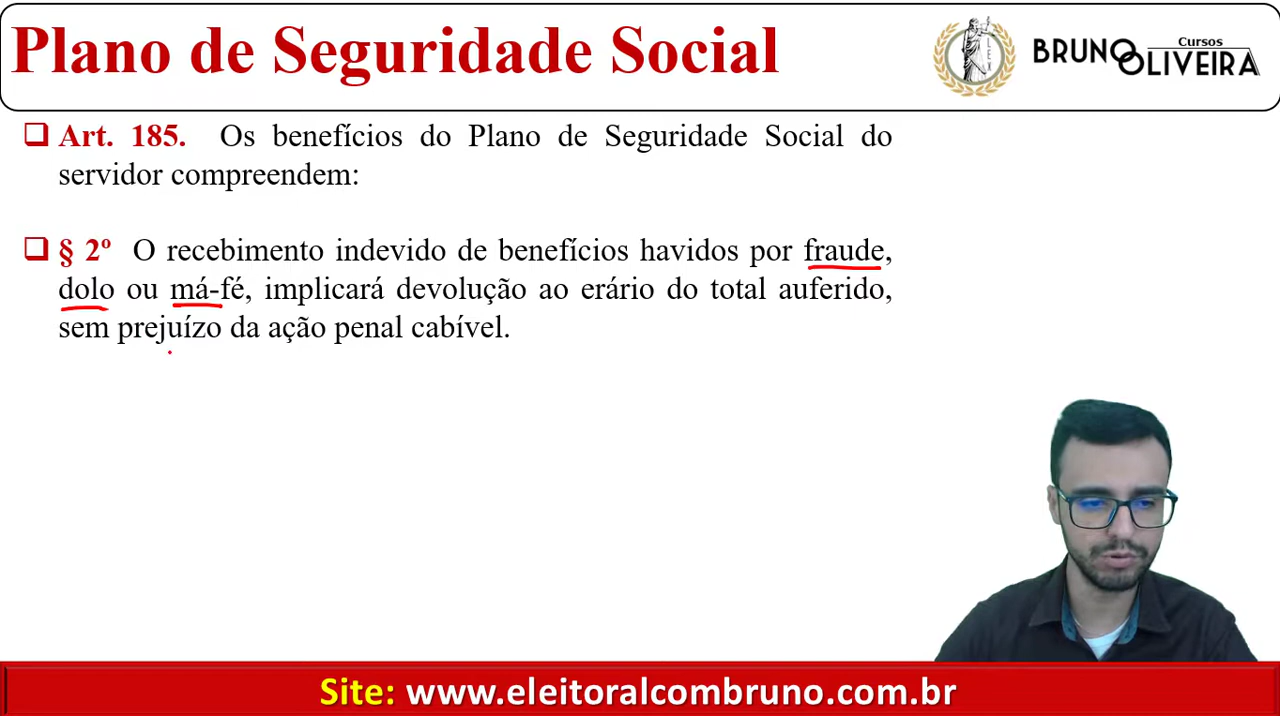 Plano de Seguridade Social
Cursos
BRUNO
OLIVEIRA
LEX
Art. 185. Os benefícios do Plano de Seguridade Social do
servidor compreendem:
§ 2º O recebimento indevido de benefícios havidos por fraude,
dolo ou má-fé, implicará devolução ao erário do total auferido,
sem prejuízo da ação penal cabível.
Site: www.eleitoralcombruno.com.br